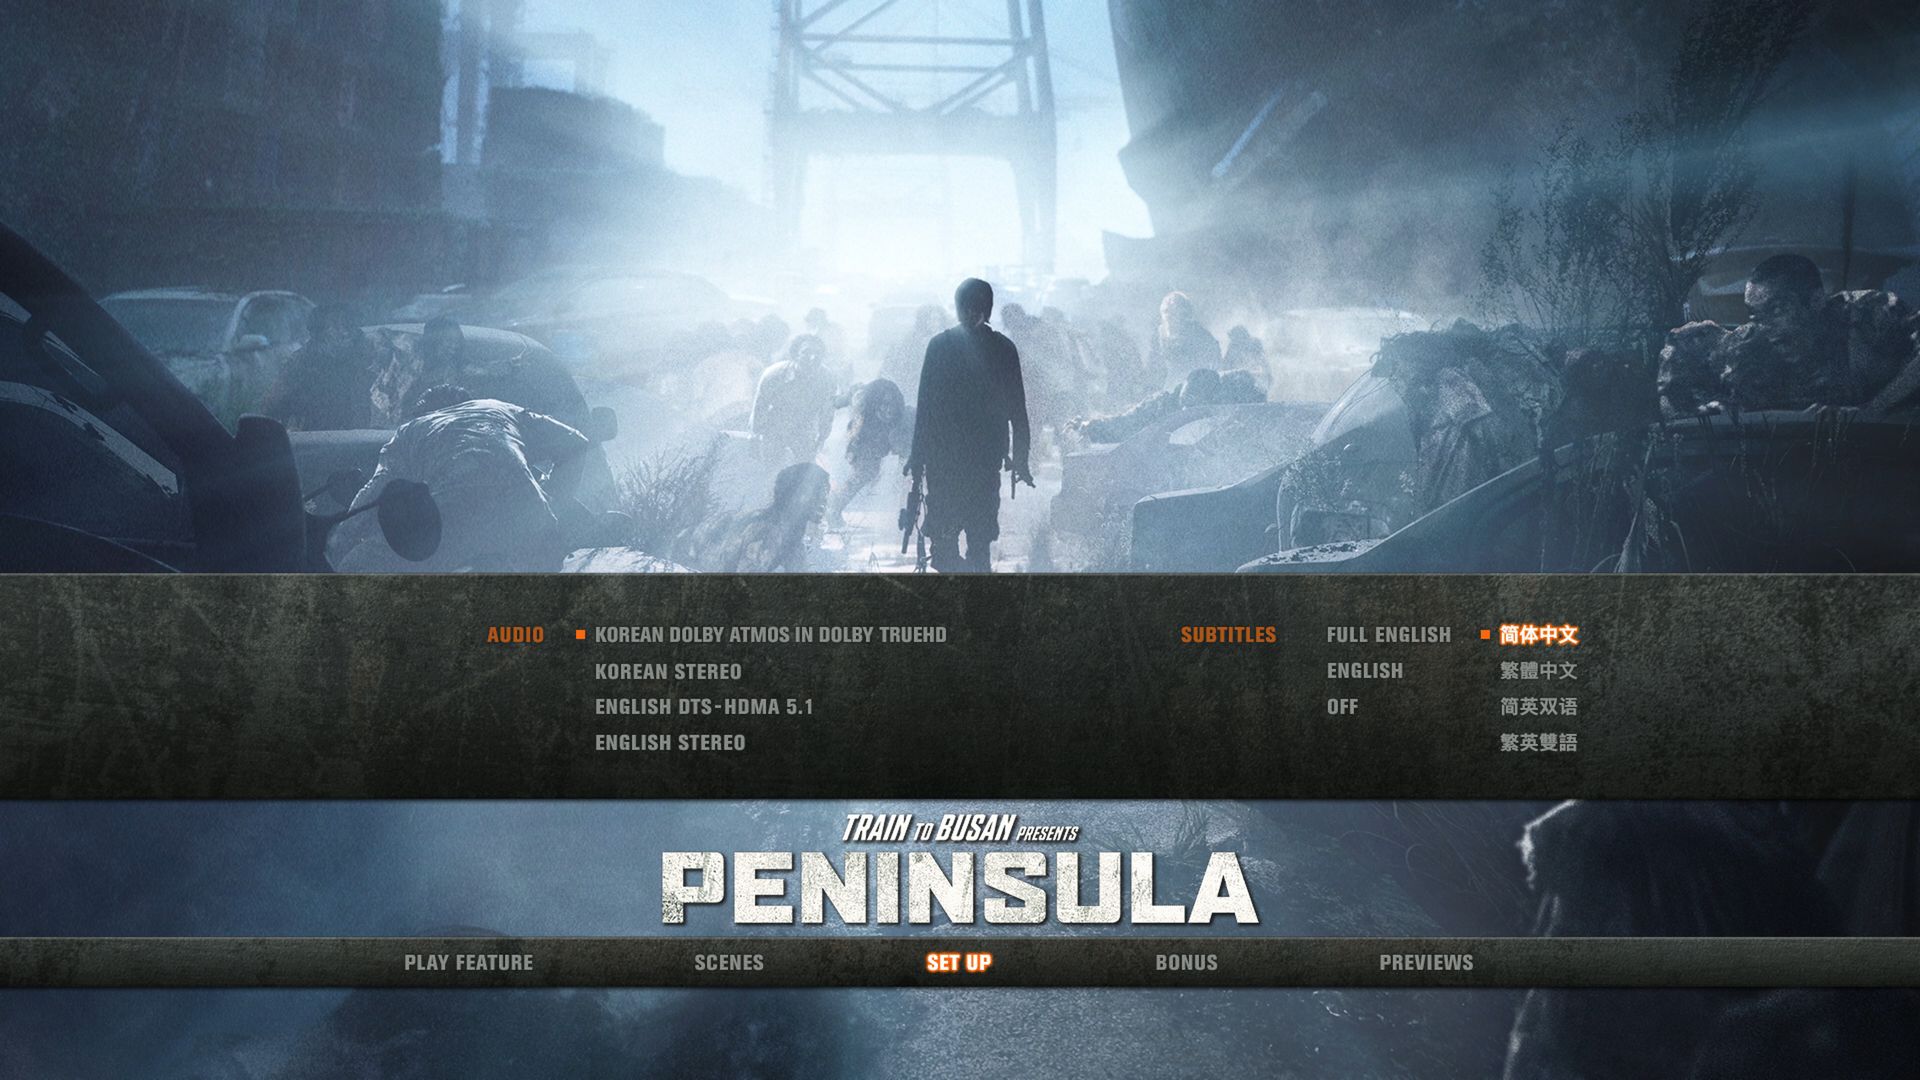 AUDIO
KOREAN DOLBY ATMOS IN DOLBY TRUEHD
KOREAN STEREO
ENGLISH DTS-HDMA 5.1
ENGLISH STEREO
SUBTITLES
FULL ENGLISH
ENGLISH
OFF
简体中文
繁體中文
简英双语
繁英雙語
TRAIN TO BUSAN PRESENTS
PENINSULA
PLAY FEATURE
SCENES
SET UP
BONUS
PREVIEWS